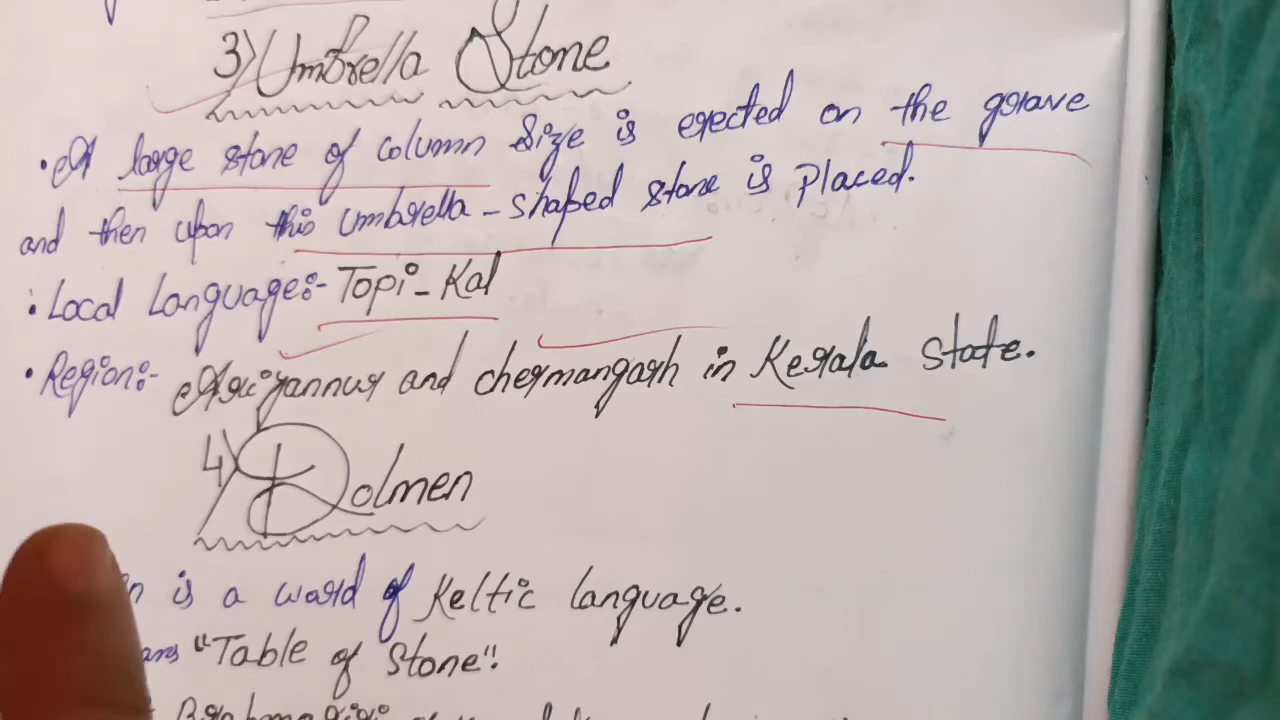 3) Umbrella Stone
• A large stone of column size is erected on the grave
and then upon this umbrella-shaped stone is placed.
• Local Language:- Topi-Kal
• Region:- Ariyannur and chermangarh in Kerala State.
4) Dolmen
is a word of Keltic language.
"Table of Stone".